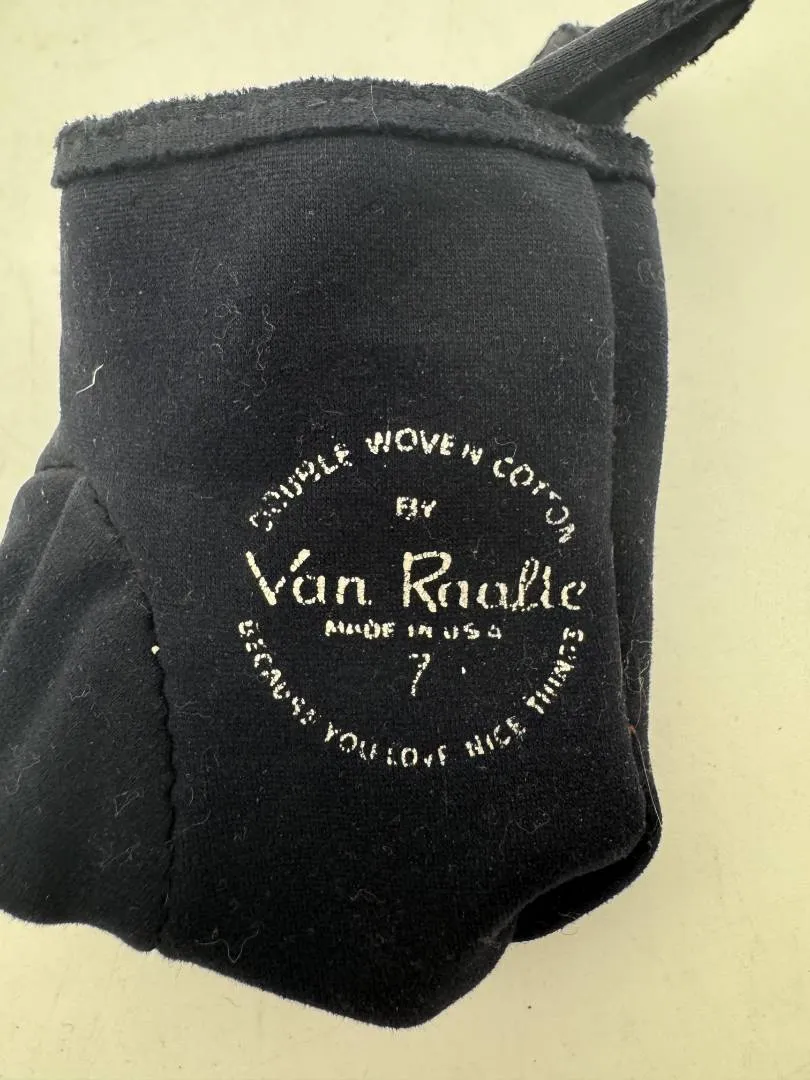 DOUBLE WOVEN COTTON
BY
Van Raalte
MADE IN USA
7
BECAUSE YOU LOVE NICE THINGS